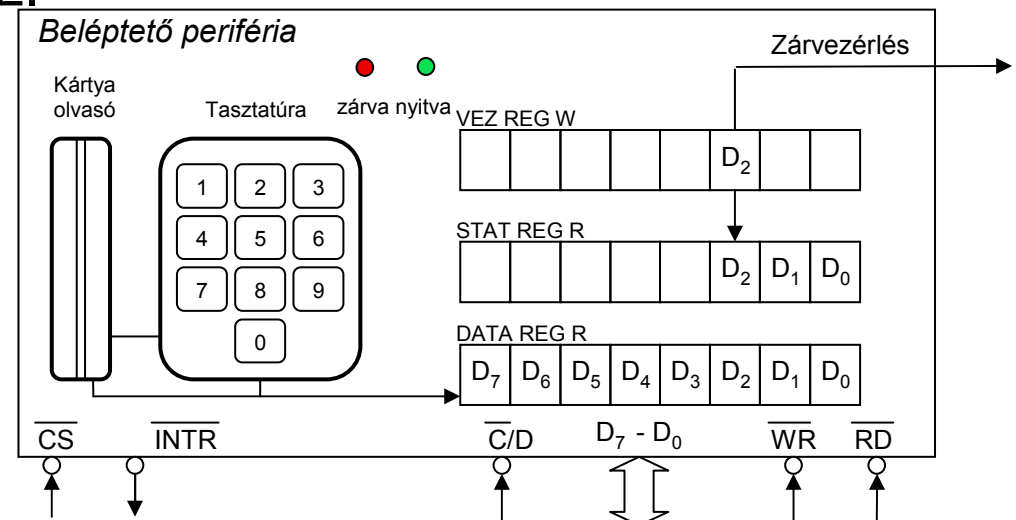 Beléptető periféria
Zárvezérlés
Kártya
olvasó
Tasztatúra
zárva nyitva
VEZ REG W
D2
1 2 3
4 5 6
7 8 9
0
STAT REG R
D2 D1 D0
DATA REG R
D7 D6 D5 D4 D3 D2 D1 D0
CS INTR C/D D7 - D0 WR RD